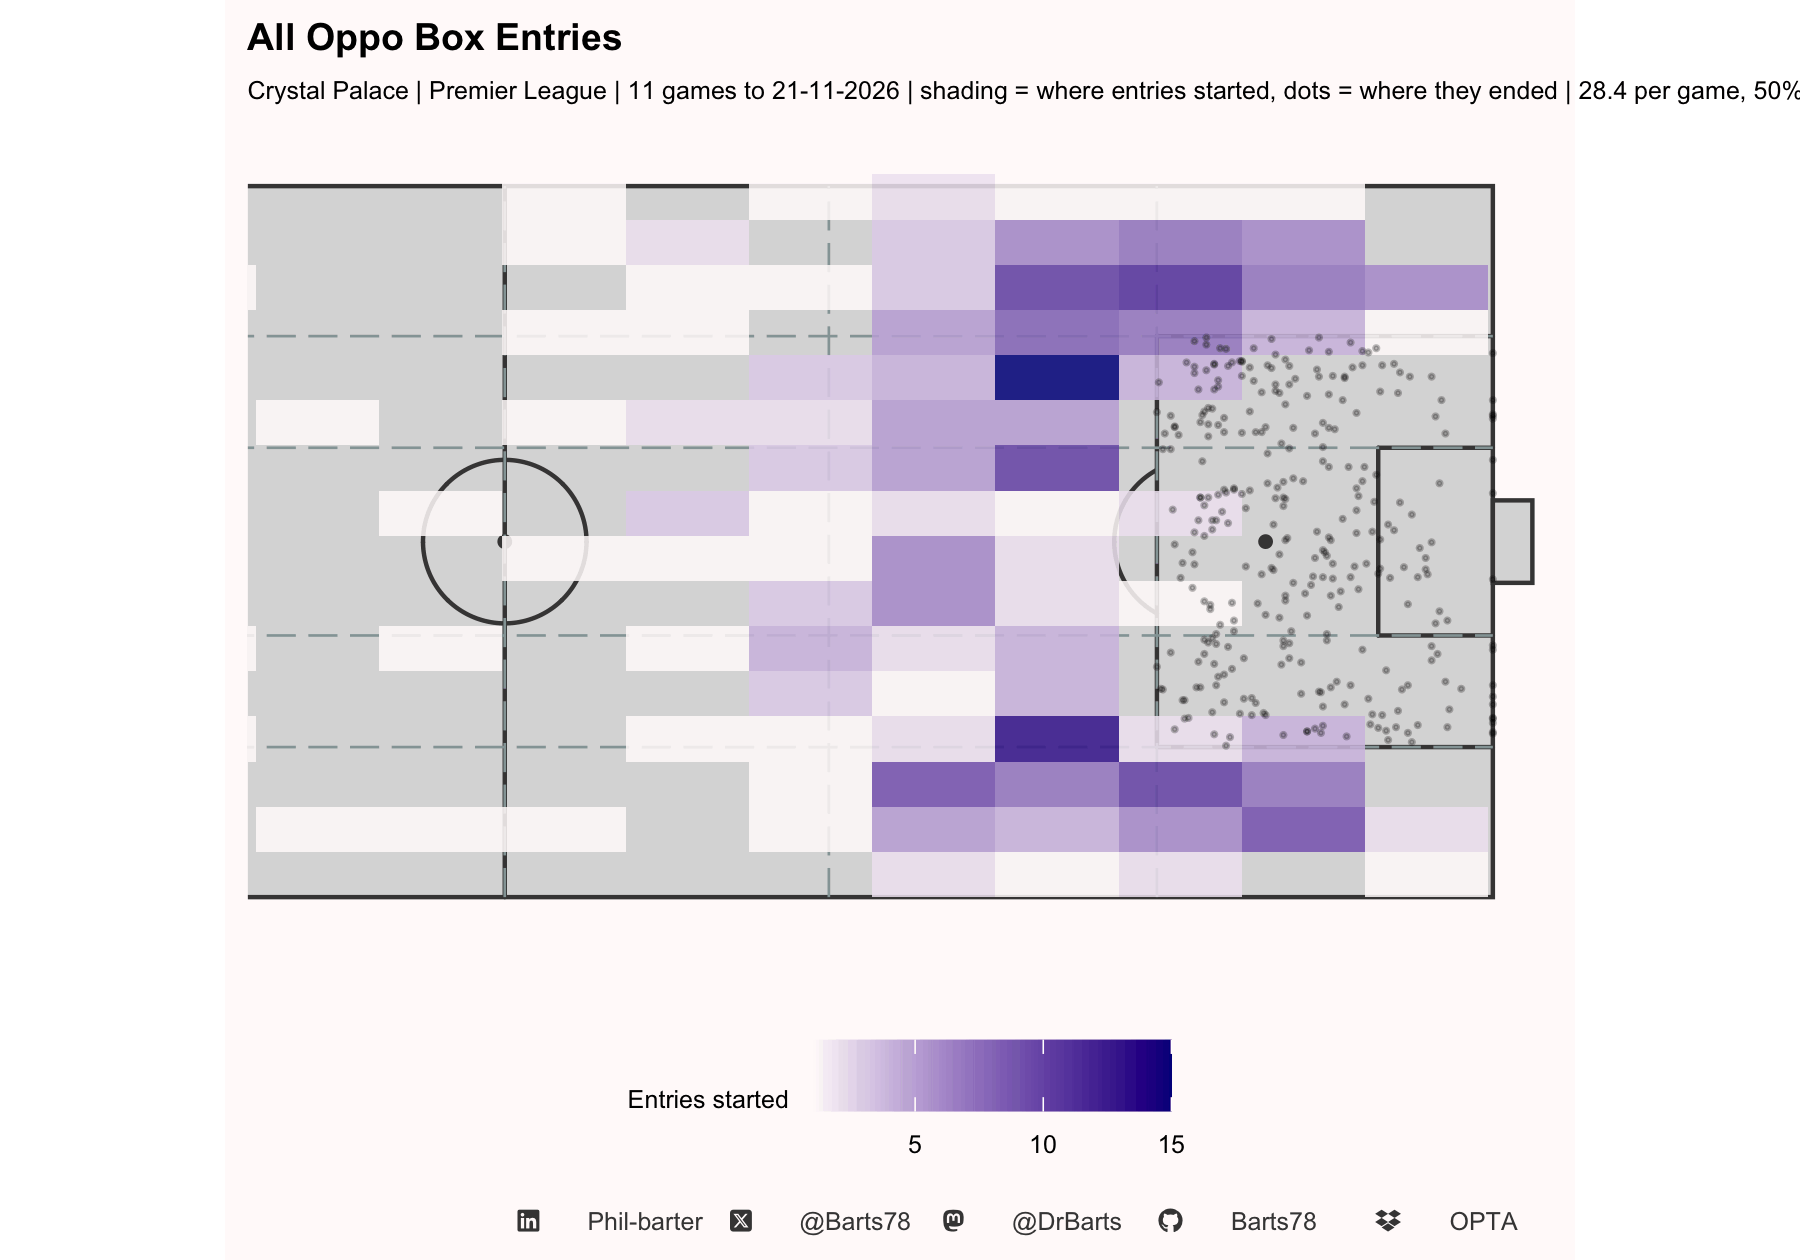 All Oppo Box Entries
Crystal Palace | Premier League | 11 games to 21-11-2026 | shading = where entries started, dots = where they ended | 28.4 per game, 50%
Entries started
5 10 15
Phil-barter @Barts78 @DrBarts Barts78 OPTA